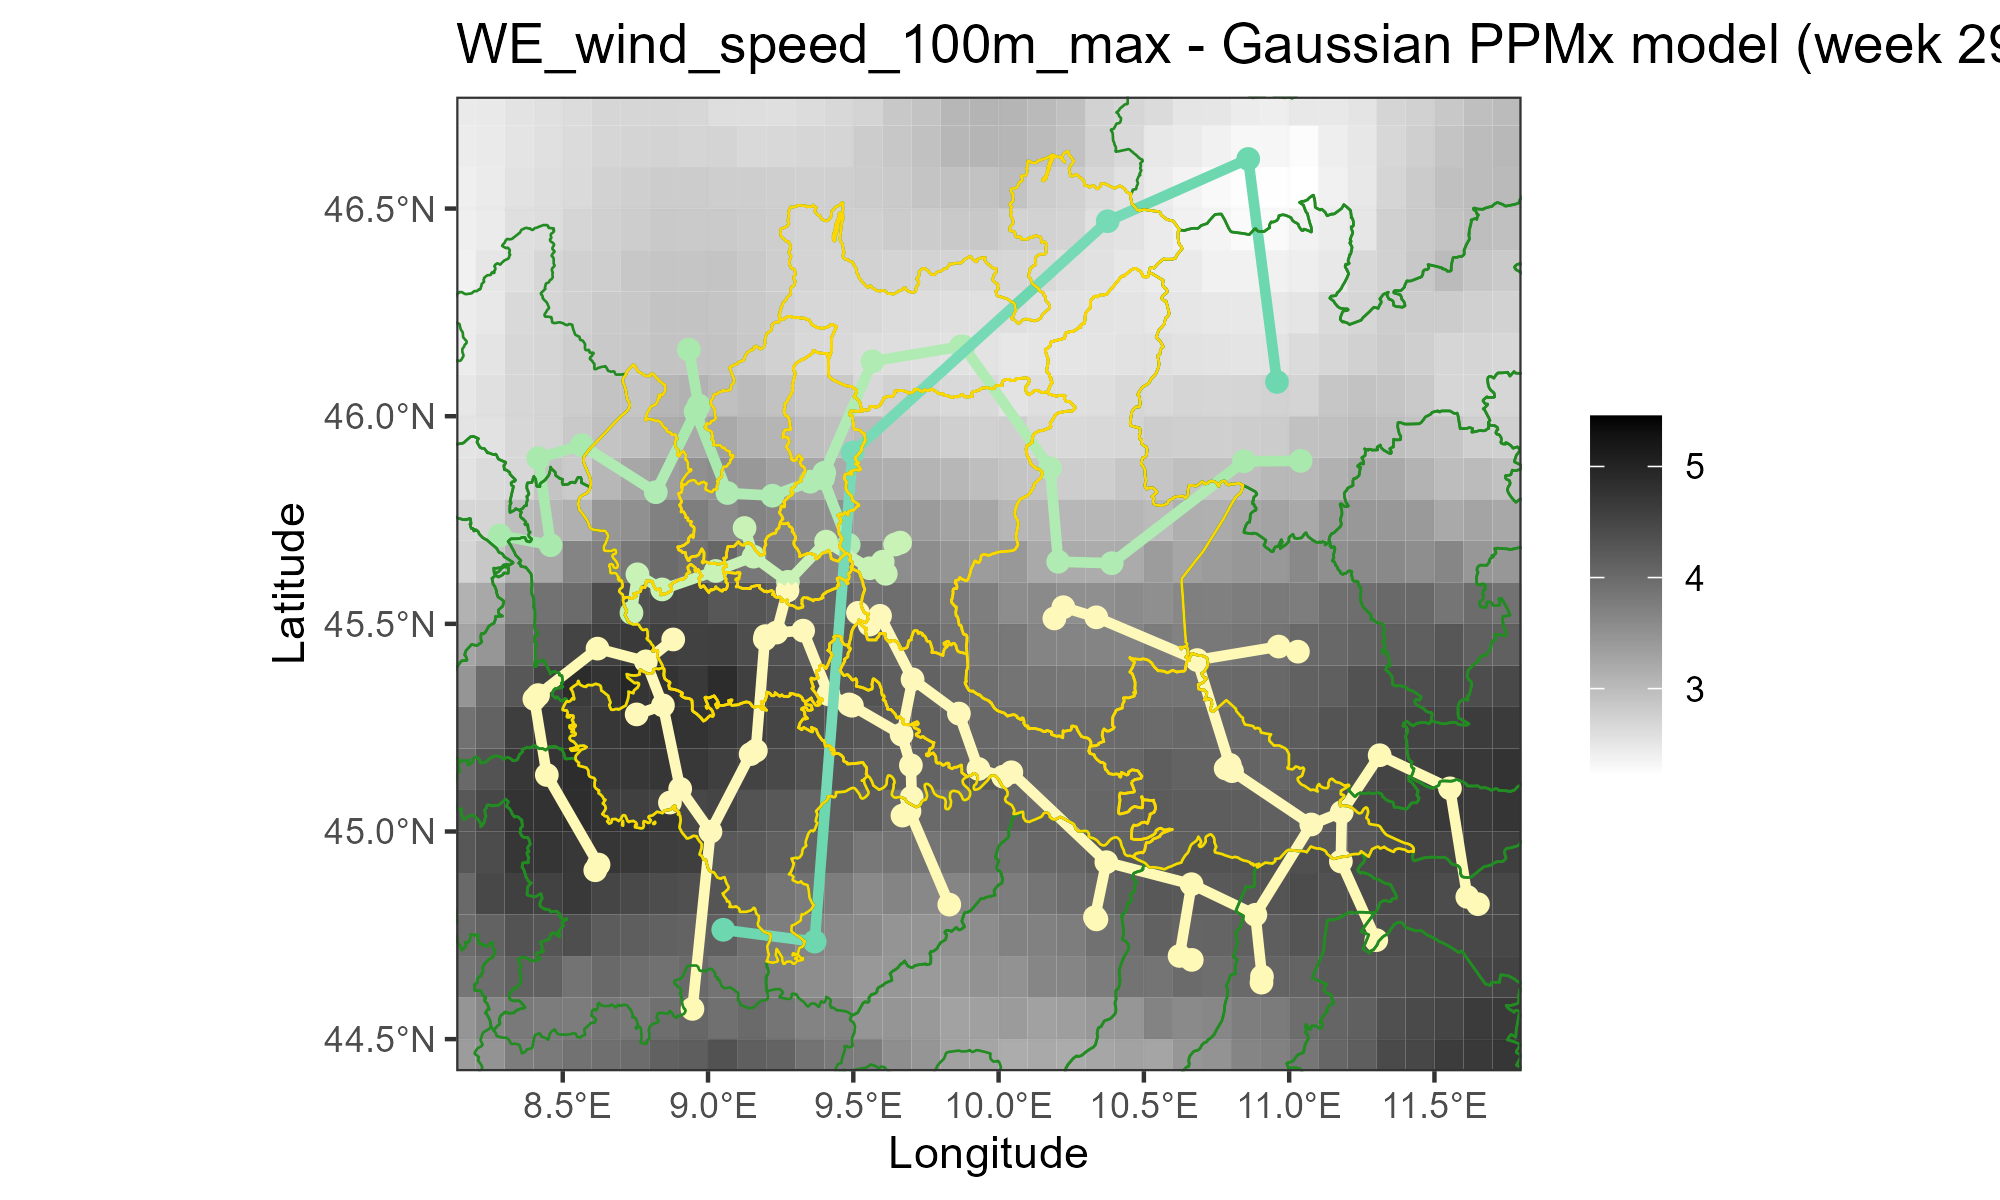 WE_wind_speed_100m_max - Gaussian PPMx model (week 29
46.5°N
46.0°N
45.5°N
45.0°N
44.5°N
Latitude
8.5°E 9.0°E 9.5°E 10.0°E 10.5°E 11.0°E 11.5°E
Longitude
5
4
3